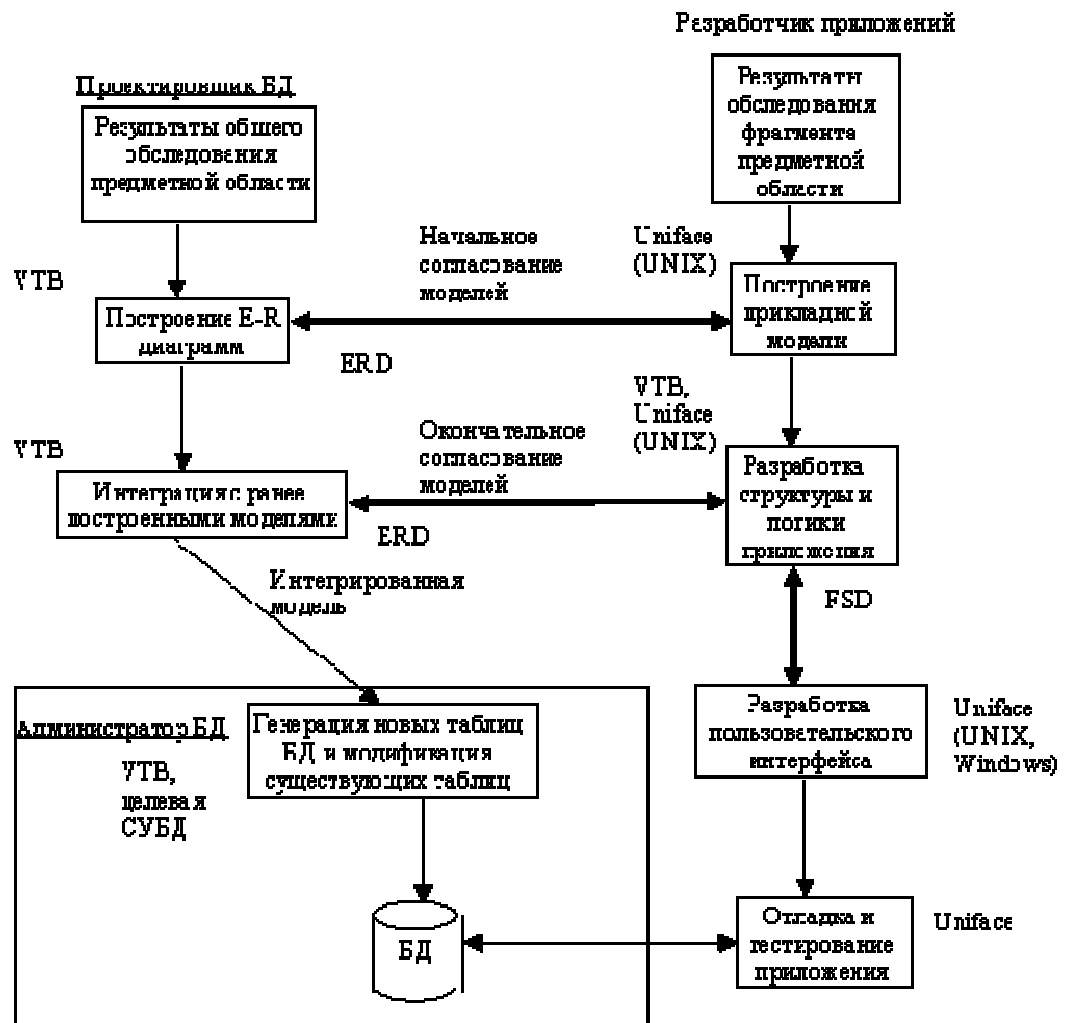 Разработчик приложений
Результаты
обследования
фрагмента
предметной
области
Проектировщик БД
Результаты общего
обследования
предметной области
Начальное
согласование
моделей
Uniface
(UNIX)
VTB
Построение E-R
диаграмм
Построение
прикладной
модели
ERD
VTB,
Uniface
(UNIX)
Окончательное
согласование
моделей
VTB
Интеграция с ранее
построенными моделями
Разработка
структуры и
логики
приложения
ERD
Интегрированная
модель
FSD
Администратор БД
VTB,
целевая
СУБД
Генерация новых таблиц
БД и модификация
существующих таблиц
Разработка
пользовательского
интерфейса
Uniface
(UNIX,
Windows)
БД
Отладка и
тестирование
приложения
Uniface